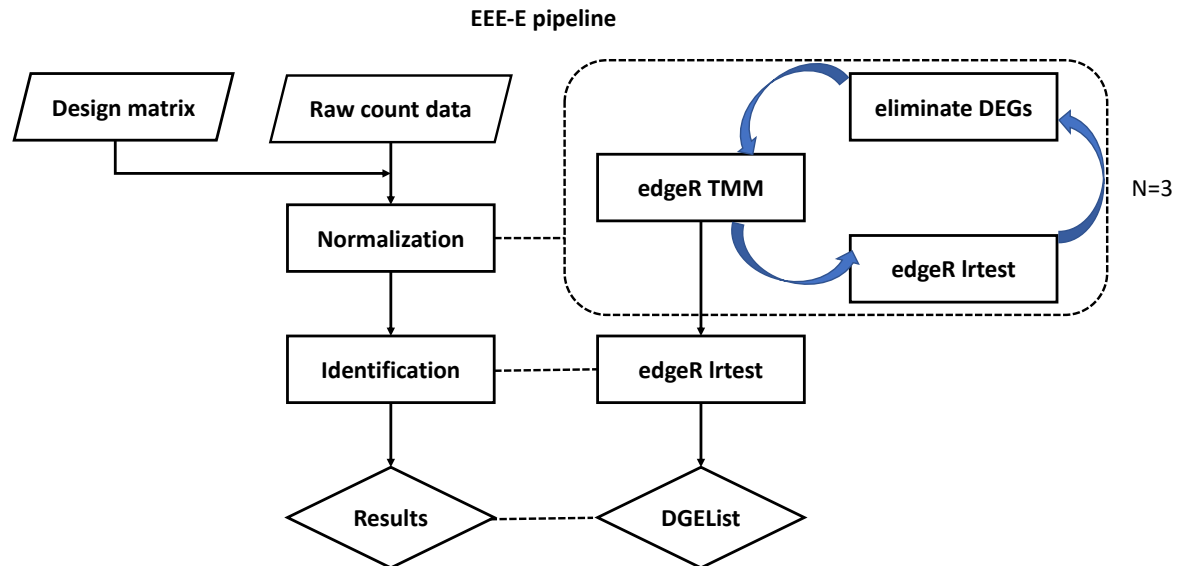 EEE-E pipeline
Design matrix
Raw count data
eliminate DEGs
edgeR TMM
N=3
Normalization
edgeR lrtest
Identification
edgeR lrtest
Results
DGEList